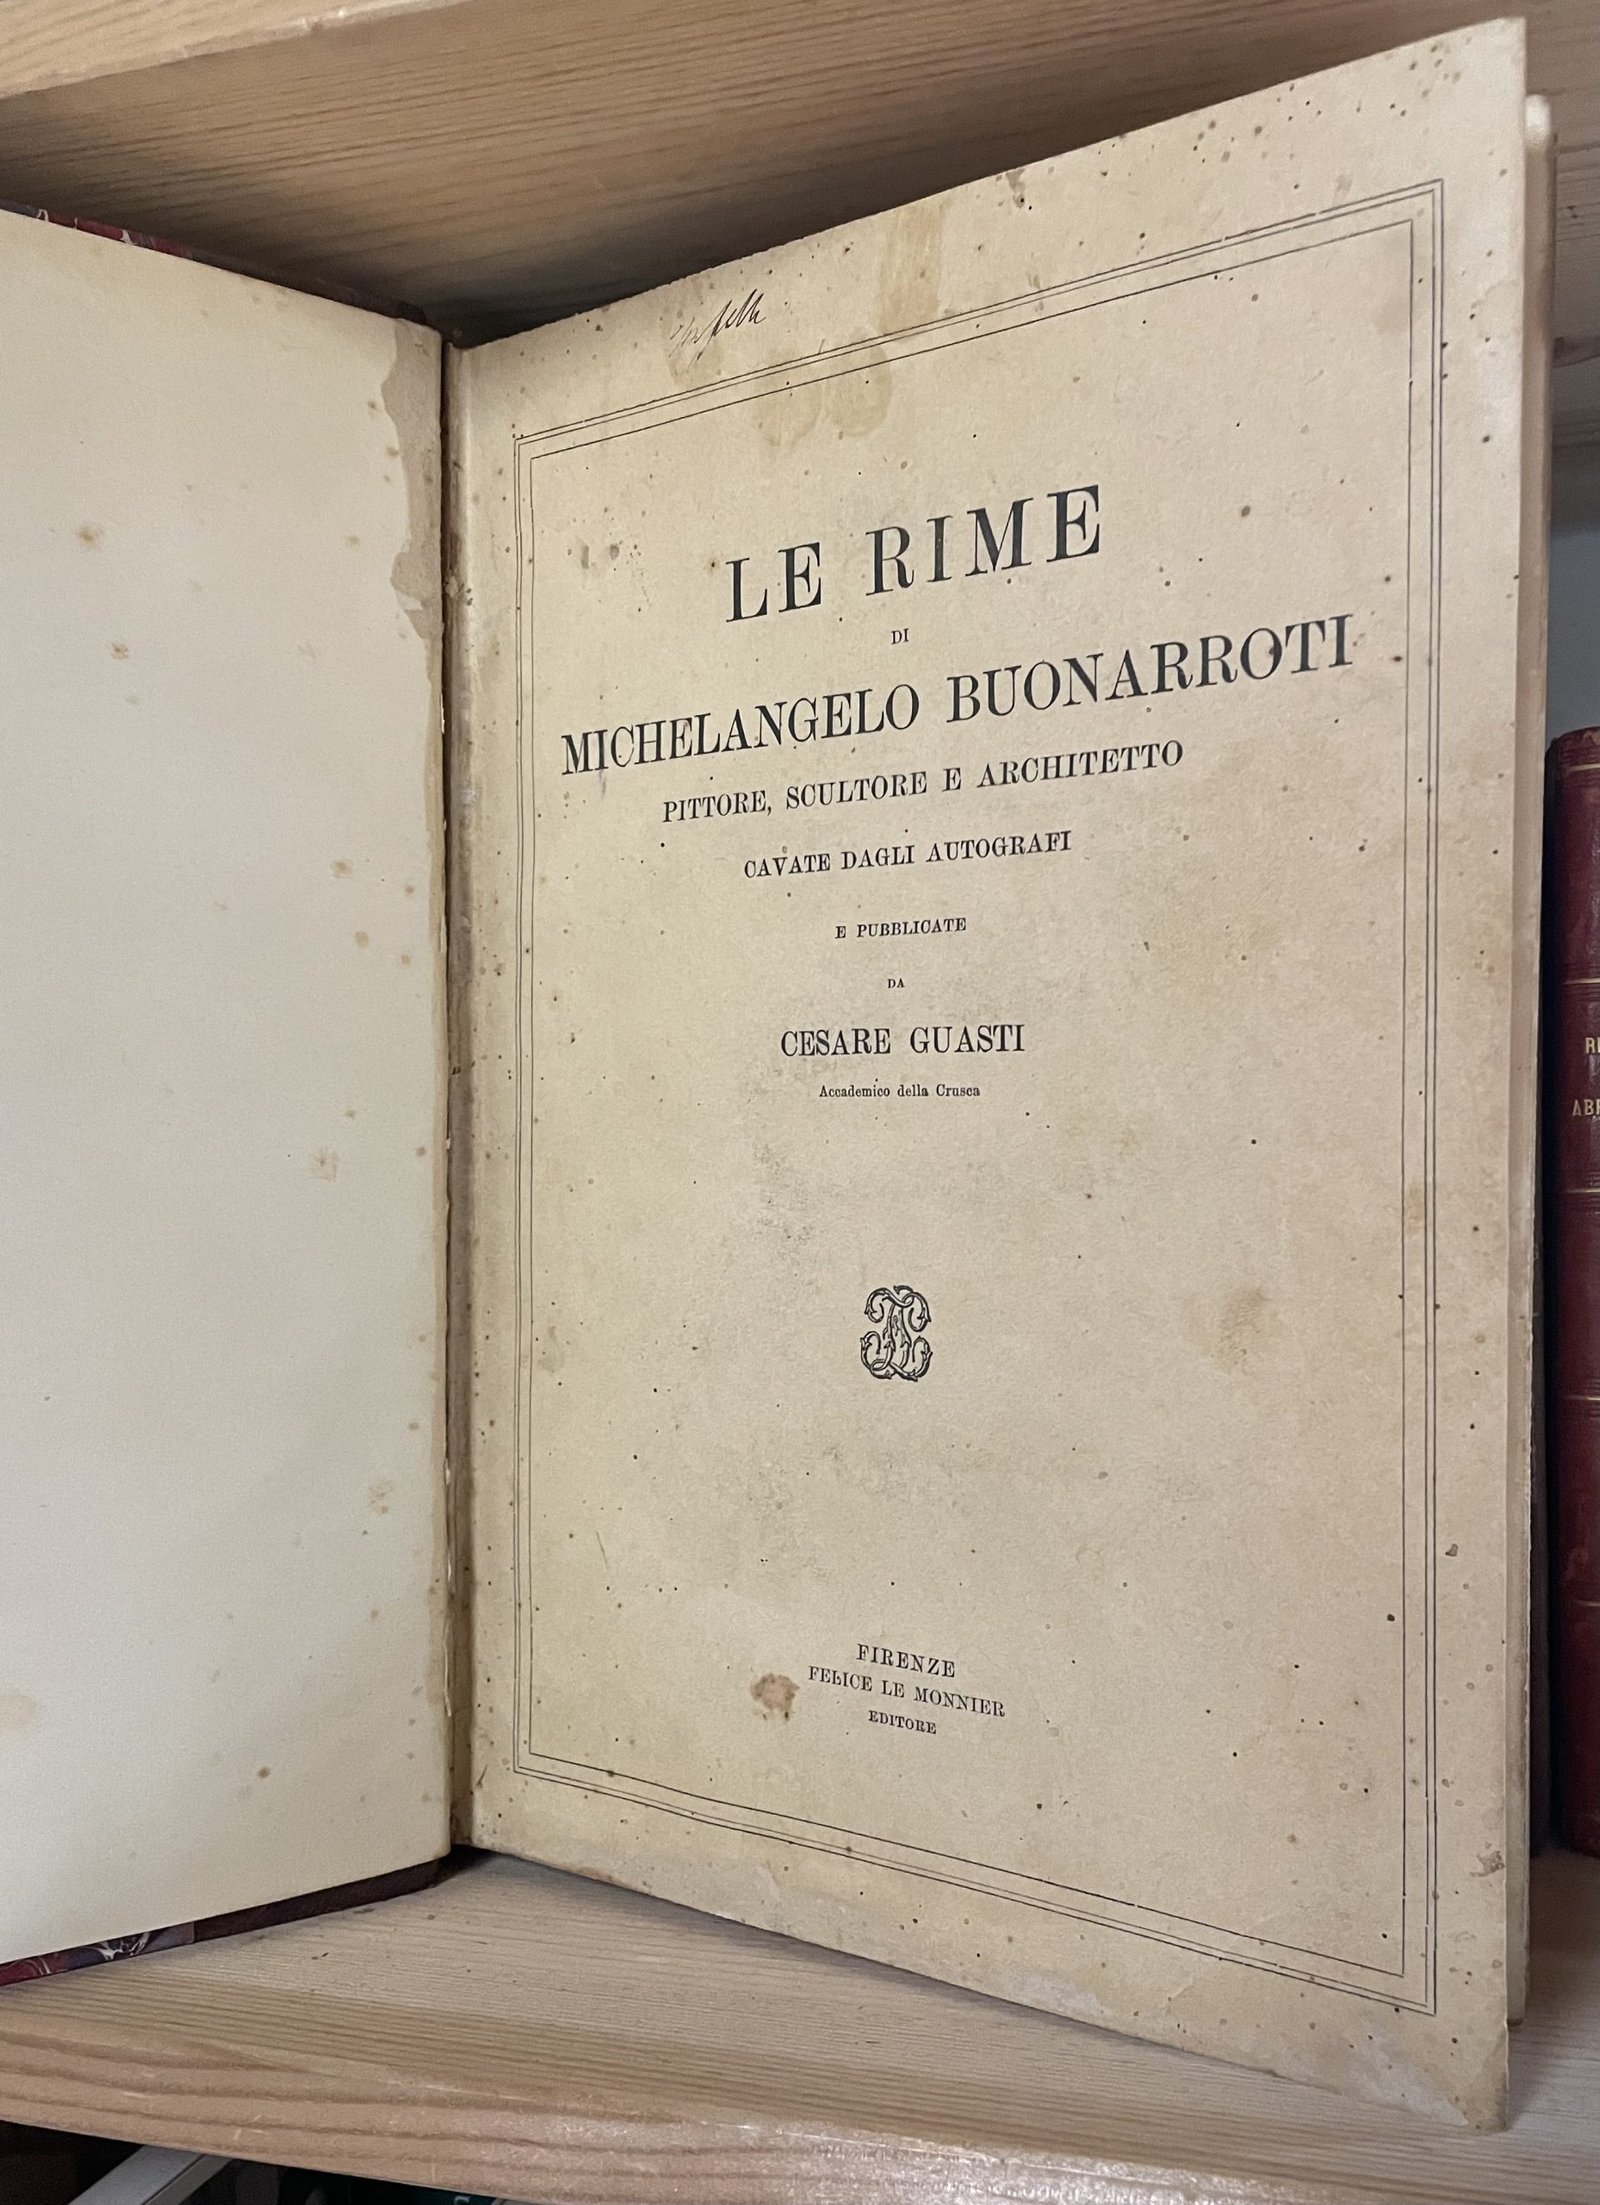 LE RIME
DI
MICHELANGELO BUONARROTI
PITTORE, SCULTORE E ARCHITETTO
CAVATE DAGLI AUTOGRAFI
E PUBBLICATE
DA
CESARE GUASTI
Accademico della Crusca
FIRENZE
FELICE LE MONNIER
EDITORE